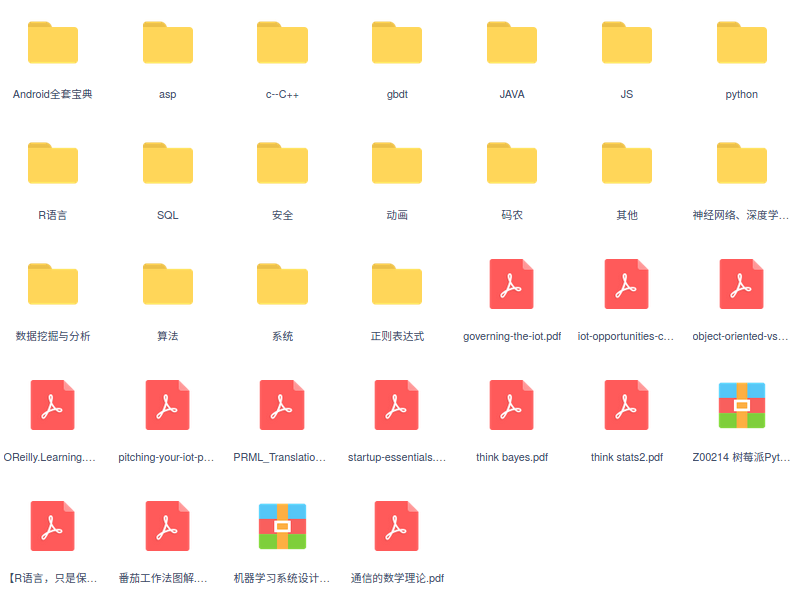 Android全套宝典
asp
c--C++
gbdt
JAVA
JS
python
R语言
SQL
安全
动画
码农
其他
神经网络、深度学…
数据挖掘与分析
算法
系统
正则表达式
governing-the-iot.pdf
iot-opportunities-c…
object-oriented-vs…
OReilly.Learning.…
pitching-your-iot-p…
PRML_Translatio…
startup-essentials.…
think bayes.pdf
think stats2.pdf
Z00214 树莓派Pyt…
【R语言，只是保…
番茄工作法图解.…
机器学习系统设计…
通信的数学理论.pdf